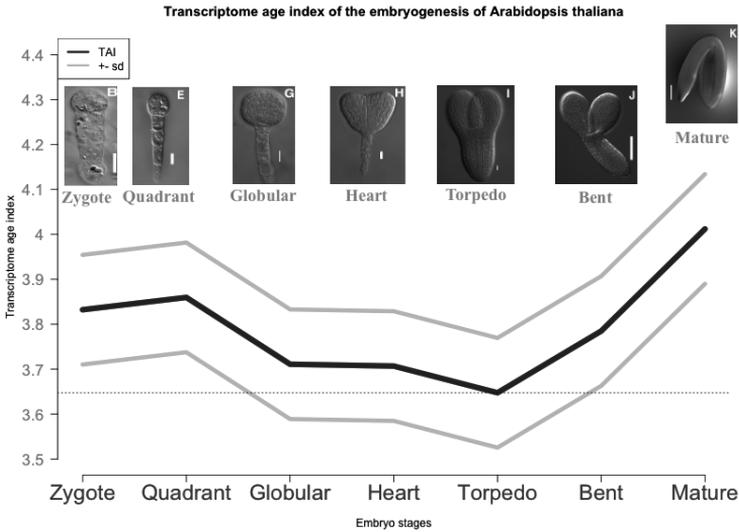 Transcriptome age index of the embryogenesis of Arabidopsis thaliana
TAI
+- sd
Transcriptome age index
4.4
4.3
4.2
4.1
4
3.9
3.8
3.7
3.6
3.5
B
E
G
H
I
J
K
Zygote
Quadrant
Globular
Heart
Torpedo
Bent
Mature
Zygote
Quadrant
Globular
Heart
Torpedo
Bent
Mature
Embryo stages